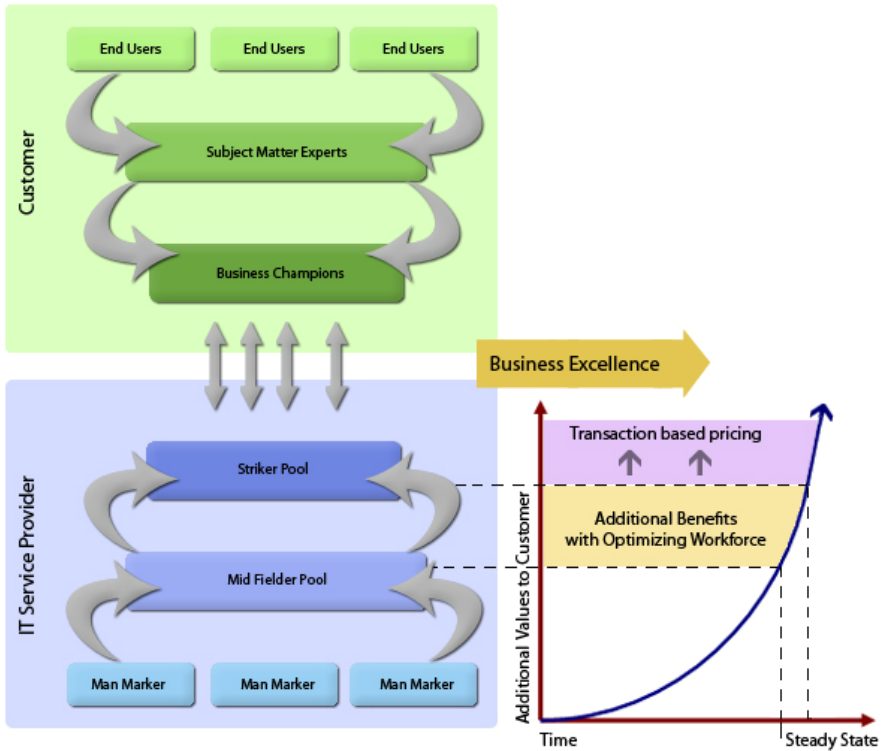 Customer
End Users
End Users
End Users
Subject Matter Experts
Business Champions
IT Service Provider
Striker Pool
Mid Fielder Pool
Man Marker
Man Marker
Man Marker
Business Excellence
Additional Values to Customer
Transaction based pricing
Additional Benefits
with Optimizing Workforce
Time
Steady State